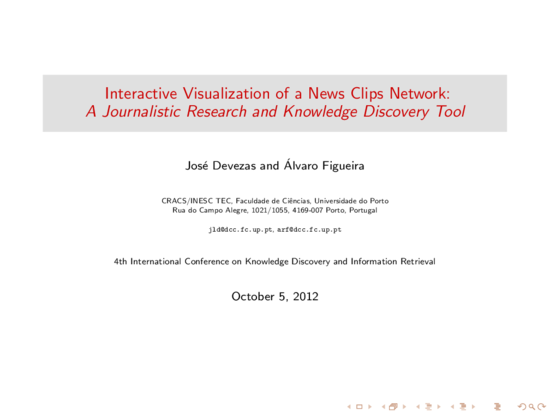 Interactive Visualization of a News Clips Network:
A Journalistic Research and Knowledge Discovery Tool
José Devezas and Álvaro Figueira
CRACS/INESC TEC, Faculdade de Ciências, Universidade do Porto
Rua do Campo Alegre, 1021/1055, 4169-007 Porto, Portugal
jld@dcc.fc.up.pt, arf@dcc.fc.up.pt
4th International Conference on Knowledge Discovery and Information Retrieval
October 5, 2012